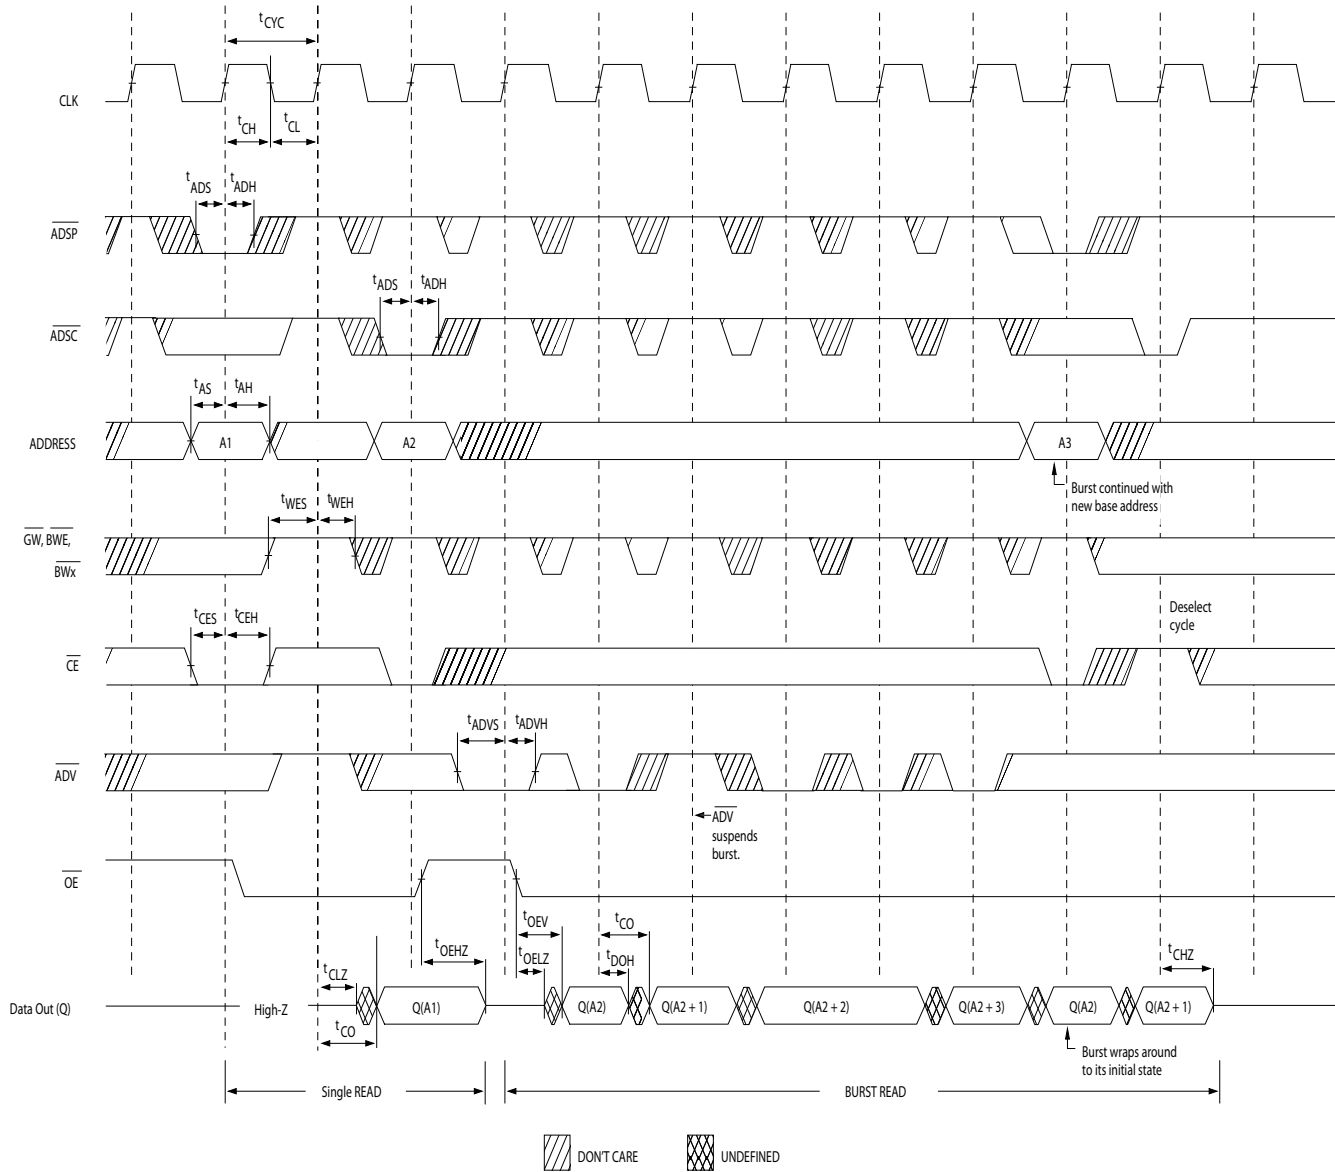 tCYC
CLK
tCH
tCL
tADS
tADH
ADSP
tADS
tADH
ADSC
tAS
tAH
ADDRESS
A1
A2
A3
Burst continued with
new base address
tWES
tWEH
GW, BWE,
BWx
tCES
tCEH
Deselect
cycle
CE
tADVS
tADVH
ADV
ADV
suspends
burst.
OE
tOEV
tCO
tOEHZ
tOELZ
tDOH
tCHZ
tCLZ
Data Out (Q)
High-Z
Q(A1)
Q(A2)
Q(A2 + 1)
Q(A2 + 2)
Q(A2 + 3)
Q(A2)
Q(A2 + 1)
tCO
Burst wraps around
to its initial state
Single READ
BURST READ
DON'T CARE
UNDEFINED